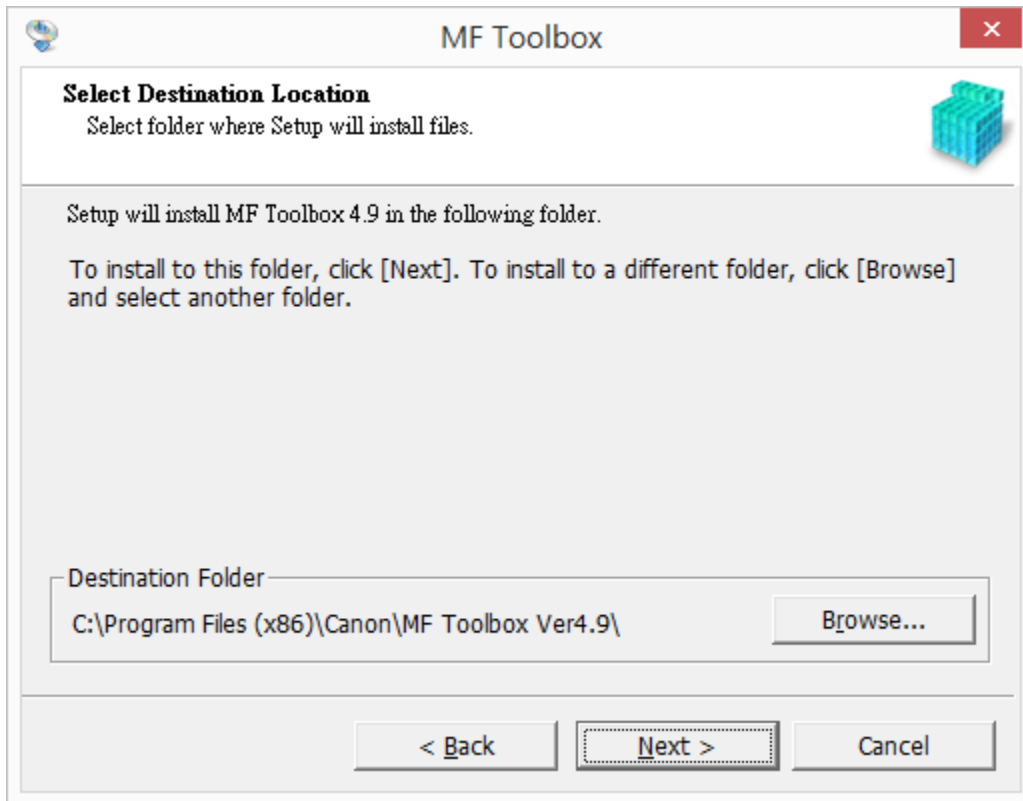 MF Toolbox
Select Destination Location
Select folder where Setup will install files.
Setup will install MF Toolbox 4.9 in the following folder.
To install to this folder, click [Next]. To install to a different folder, click [Browse]
and select another folder.
Destination Folder
C:\Program Files (x86)\Canon\MF Toolbox Ver4.9\
Browse...
< Back
Next >
Cancel